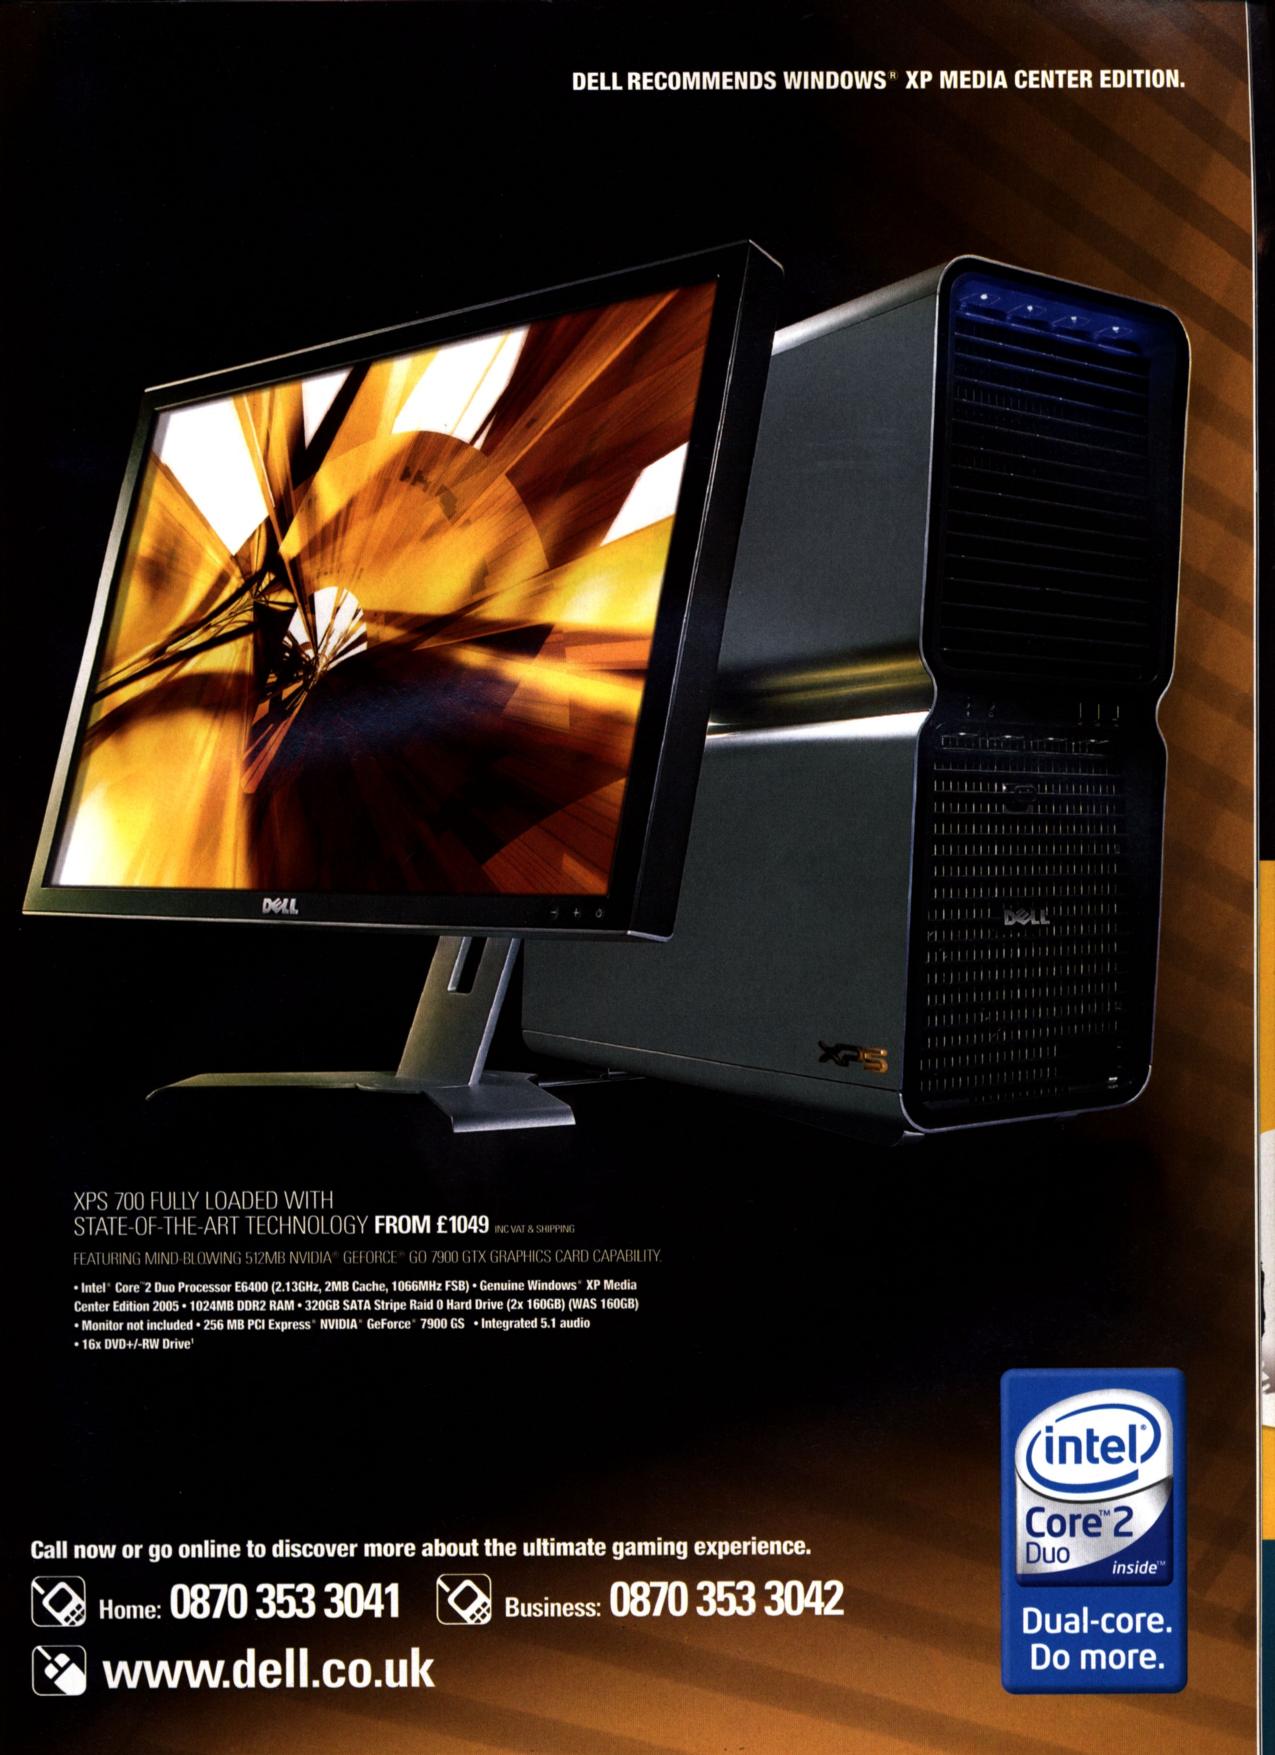 DELL RECOMMENDS WINDOWS® XP MEDIA CENTER EDITION.
DELL
DELL
XPS
XPS 700 FULLY LOADED WITH
STATE-OF-THE-ART TECHNOLOGY FROM £1049 INC VAT & SHIPPING
FEATURING MIND-BLOWING 512MB NVIDIA® GEFORCE® GO 7900 GTX GRAPHICS CARD CAPABILITY.
• Intel® Core™2 Duo Processor E6400 (2.13GHz, 2MB Cache, 1066MHz FSB) • Genuine Windows® XP Media
Center Edition 2005 • 1024MB DDR2 RAM • 320GB SATA Stripe Raid 0 Hard Drive (2x 160GB) (WAS 160GB)
• Monitor not included • 256 MB PCI Express® NVIDIA® GeForce® 7900 GS • Integrated 5.1 audio
• 16x DVD+/-RW Drive¹
intel®
Core™2
Duo
inside™
Dual-core.
Do more.
Call now or go online to discover more about the ultimate gaming experience.
Home: 0870 353 3041 Business: 0870 353 3042
www.dell.co.uk